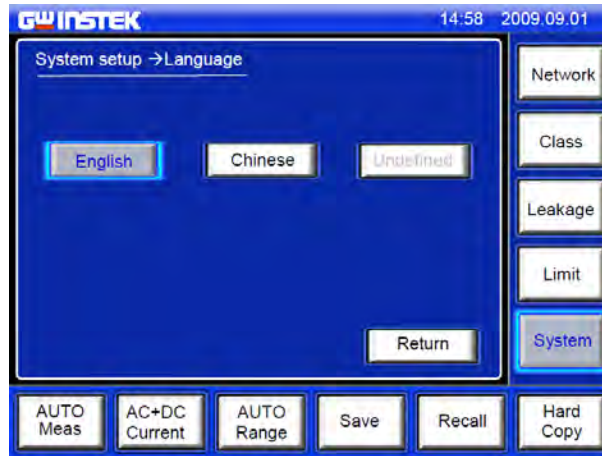 GW INSTEK 14:58 2009.09.01
System setup →Language
English Chinese Undefined
Return
Network
Class
Leakage
Limit
System
AUTO Meas
AC+DC Current
AUTO Range
Save
Recall
Hard Copy